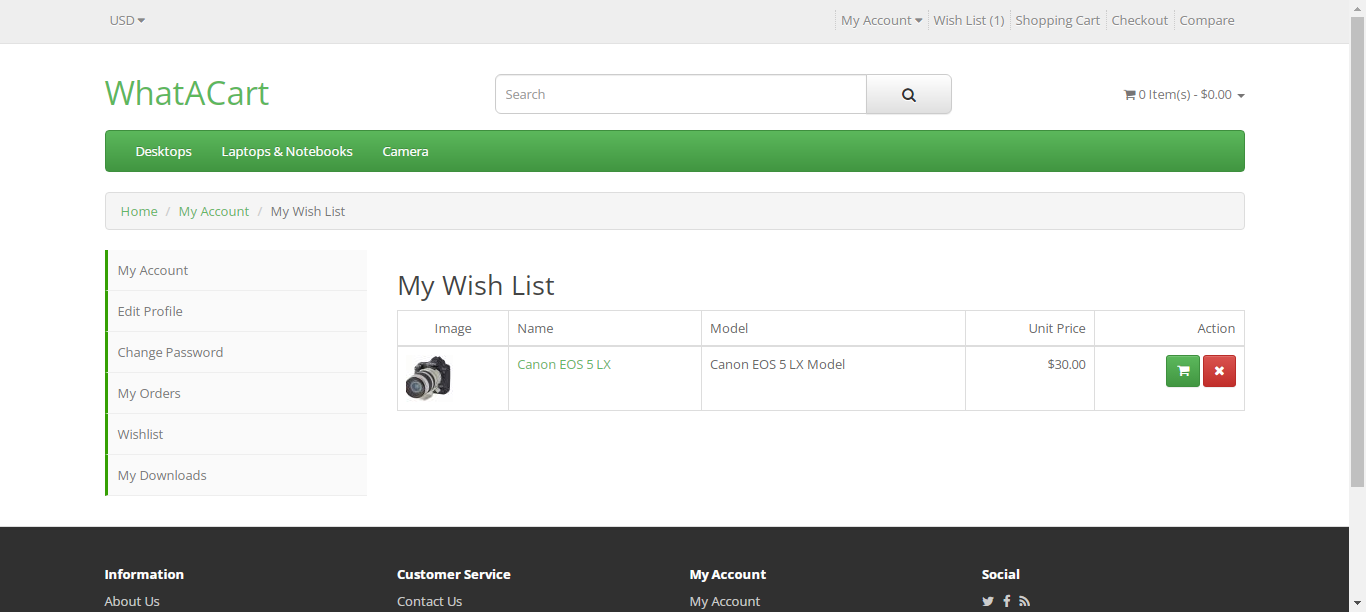 USD
My Account
Wish List (1)
Shopping Cart
Checkout
Compare
WhatACart
Search
0 Item(s) - $0.00
Desktops
Laptops & Notebooks
Camera
Home / My Account / My Wish List
My Account
Edit Profile
Change Password
My Orders
Wishlist
My Downloads
My Wish List
Image Name Model Unit Price Action
Canon EOS 5 LX Canon EOS 5 LX Model $30.00
Information
About Us
Customer Service
Contact Us
My Account
My Account
Social